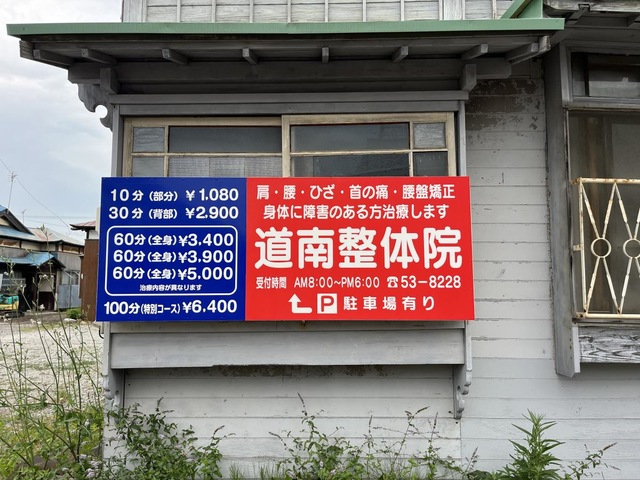 10分(部分)￥1.080
30分(背部)￥2.900
60分(全身)￥3.400
60分(全身)￥3.900
60分(全身)￥5.000
治療内容が異なります
100分(特別コース)￥6.400
肩・腰・ひざ・首の痛・腰盤矯正
身体に障害のある方治療します
道南整体院
受付時間 AM8:00～PM6:00 ☎53-8228
P 駐車場有り